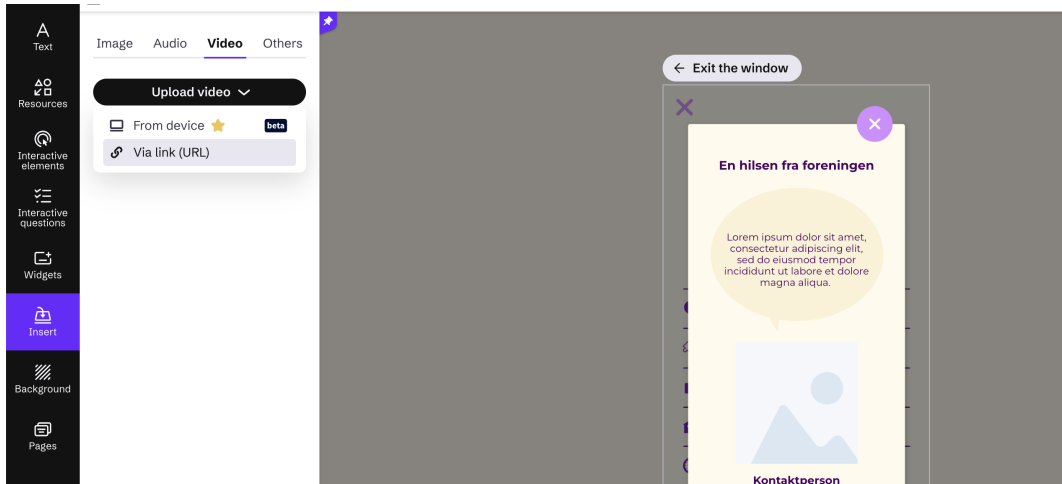 Text
Resources
Interactive
elements
Interactive
questions
Widgets
Insert
Background
Pages
Image Audio Video Others
Upload video
From device beta
Via link (URL)
← Exit the window
En hilsen fra foreningen
Lorem ipsum dolor sit amet,
consectetur adipiscing elit,
sed do eiusmod tempor
incididunt ut labore et dolore
magna aliqua.
Kontaktperson